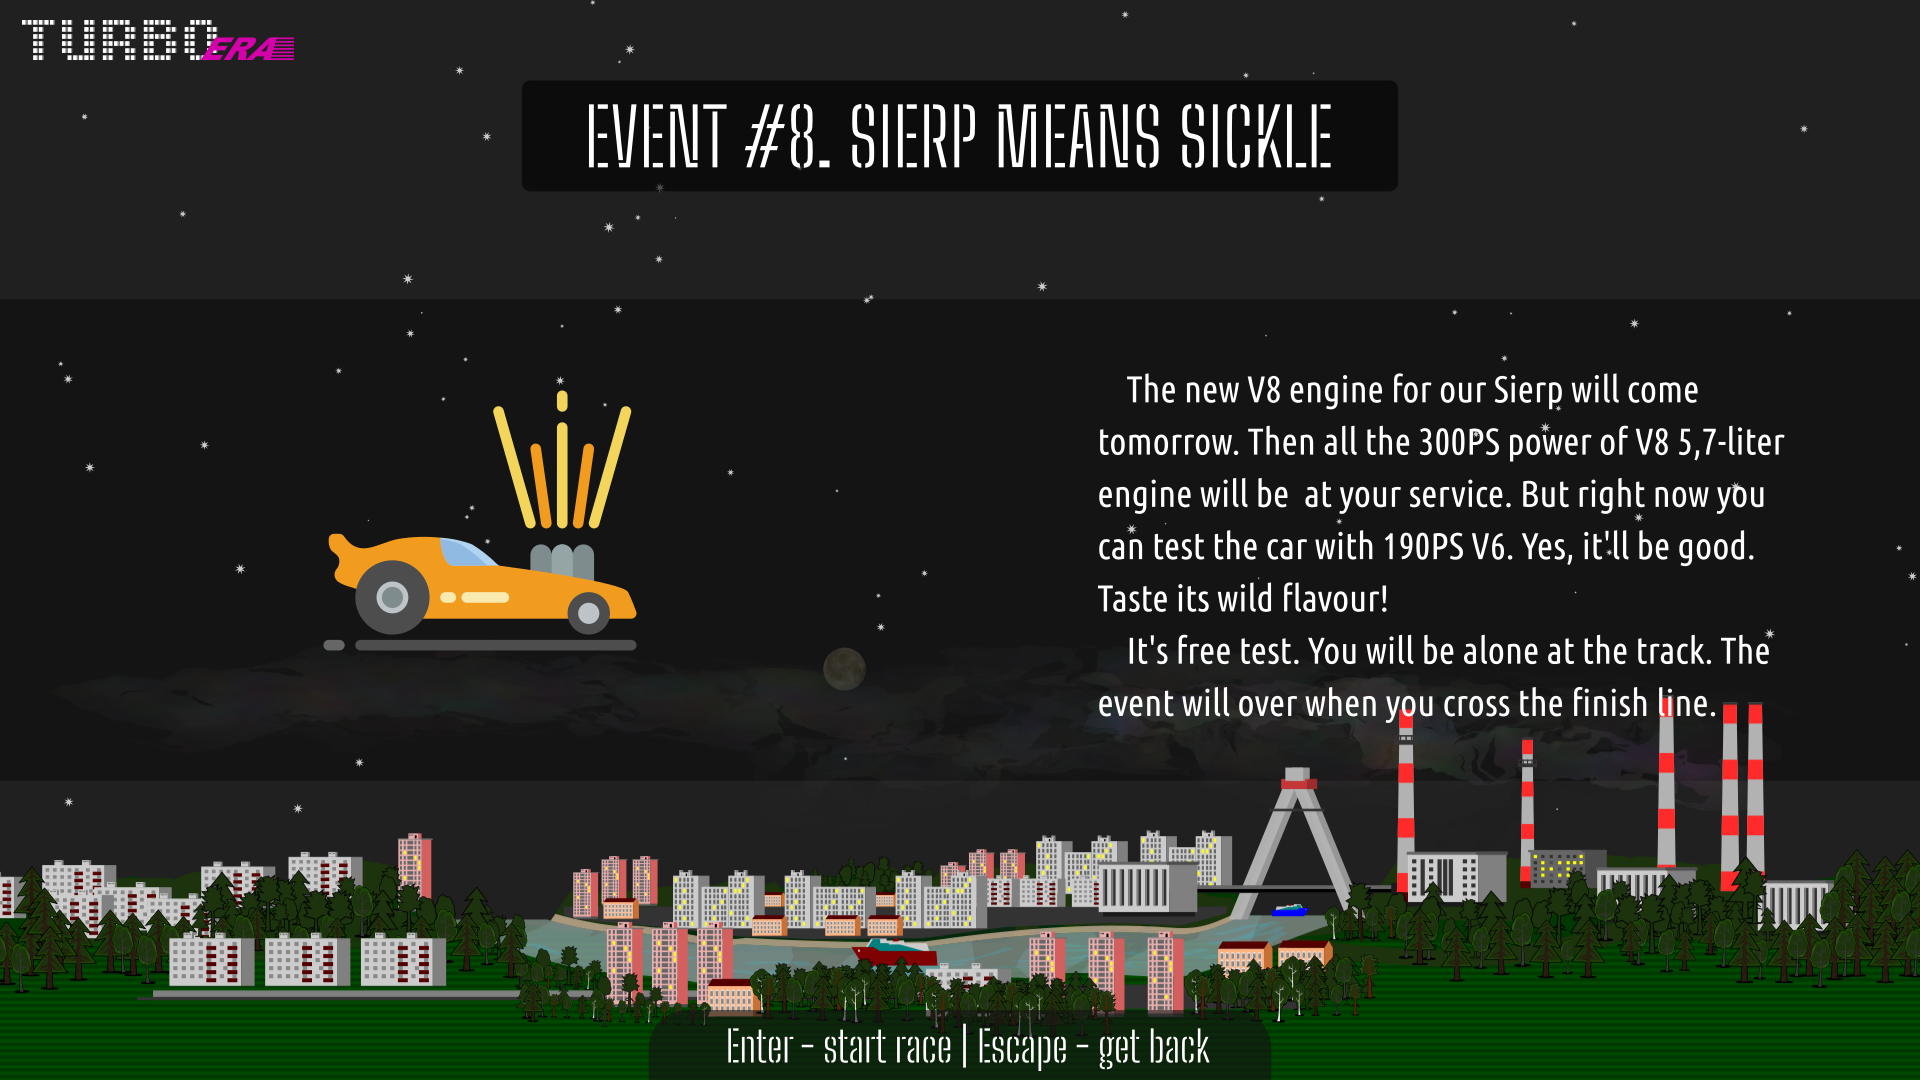 TURBO ERA
EVENT #8. SIERP MEANS SICKLE
The new V8 engine for our Sierp will come
tomorrow. Then all the 300PS power of V8 5,7-liter
engine will be  at your service. But right now you
can test the car with 190PS V6. Yes, it'll be good.
Taste its wild flavour!
It's free test. You will be alone at the track. The
event will over when you cross the finish line.
Enter - start race | Escape - get back